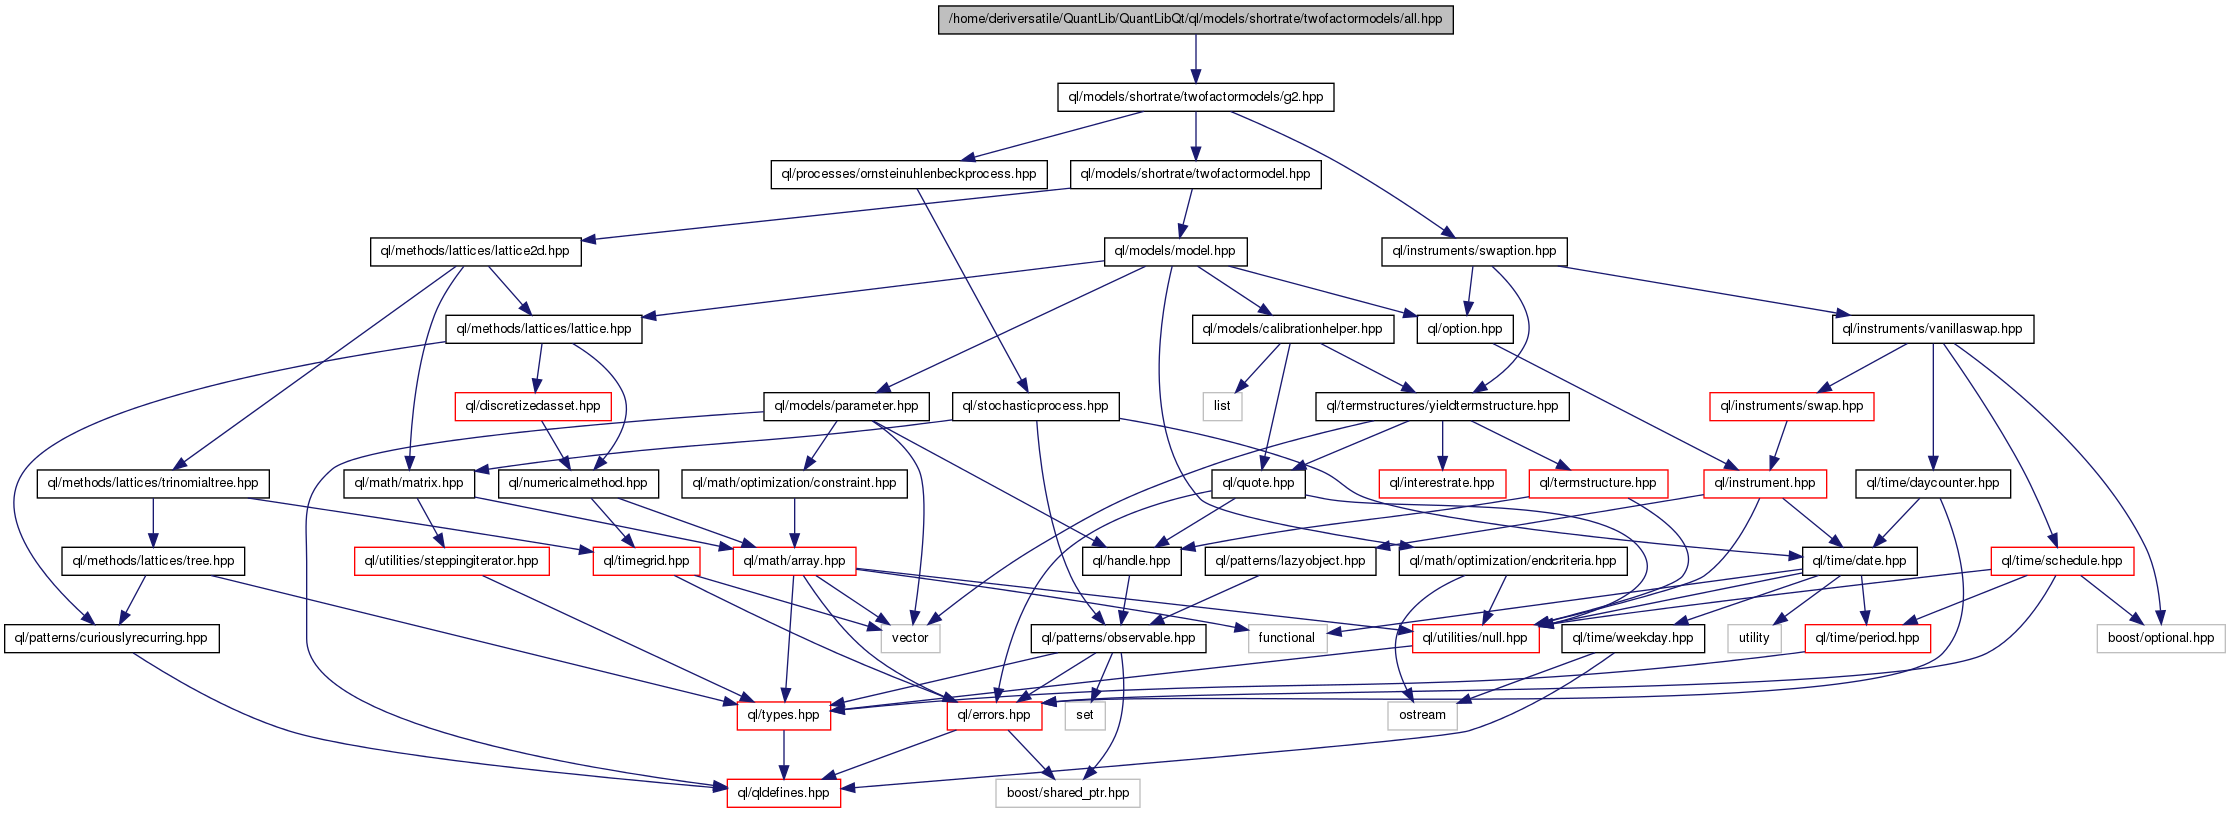 /home/deriversatile/QuantLib/QuantLibQt/ql/models/shortrate/twofactormodels/all.hpp
ql/models/shortrate/twofactormodels/g2.hpp
ql/processes/ornsteinuhlenbeckprocess.hpp
ql/models/shortrate/twofactormodel.hpp
ql/methods/lattices/lattice2d.hpp
ql/models/model.hpp
ql/instruments/swaption.hpp
ql/methods/lattices/lattice.hpp
ql/models/calibrationhelper.hpp
ql/option.hpp
ql/instruments/vanillaswap.hpp
ql/discretizedasset.hpp
ql/models/parameter.hpp
ql/stochasticprocess.hpp
list
ql/termstructures/yieldtermstructure.hpp
ql/instruments/swap.hpp
ql/methods/lattices/trinomialtree.hpp
ql/math/matrix.hpp
ql/numericalmethod.hpp
ql/math/optimization/constraint.hpp
ql/quote.hpp
ql/interestrate.hpp
ql/termstructure.hpp
ql/instrument.hpp
ql/time/daycounter.hpp
ql/methods/lattices/tree.hpp
ql/utilities/steppingiterator.hpp
ql/timegrid.hpp
ql/math/array.hpp
ql/handle.hpp
ql/patterns/lazyobject.hpp
ql/math/optimization/endcriteria.hpp
ql/time/date.hpp
ql/time/schedule.hpp
ql/patterns/curiouslyrecurring.hpp
vector
ql/patterns/observable.hpp
functional
ql/utilities/null.hpp
ql/time/weekday.hpp
utility
ql/time/period.hpp
boost/optional.hpp
ql/types.hpp
ql/errors.hpp
set
ostream
ql/qldefines.hpp
boost/shared_ptr.hpp